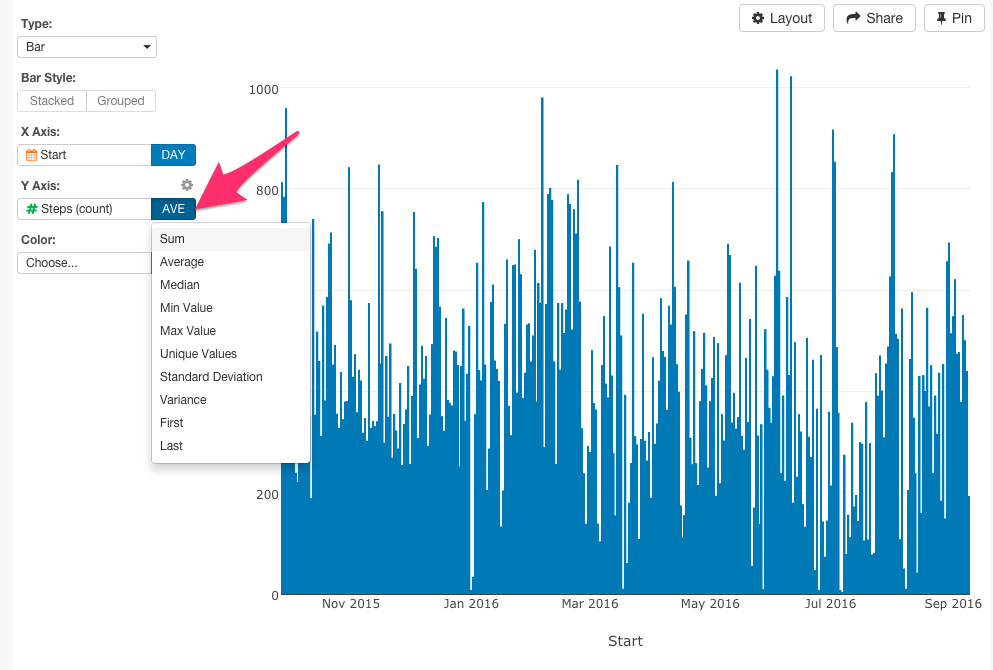 Type:
Bar
Bar Style:
Stacked Grouped
X Axis:
Start DAY
Y Axis:
# Steps (count) AVE
Color:
Choose...
Sum
Average
Median
Min Value
Max Value
Unique Values
Standard Deviation
Variance
First
Last
Layout Share Pin
1000
800
200
0
Nov 2015 Jan 2016 Mar 2016 May 2016 Jul 2016 Sep 2016
Start